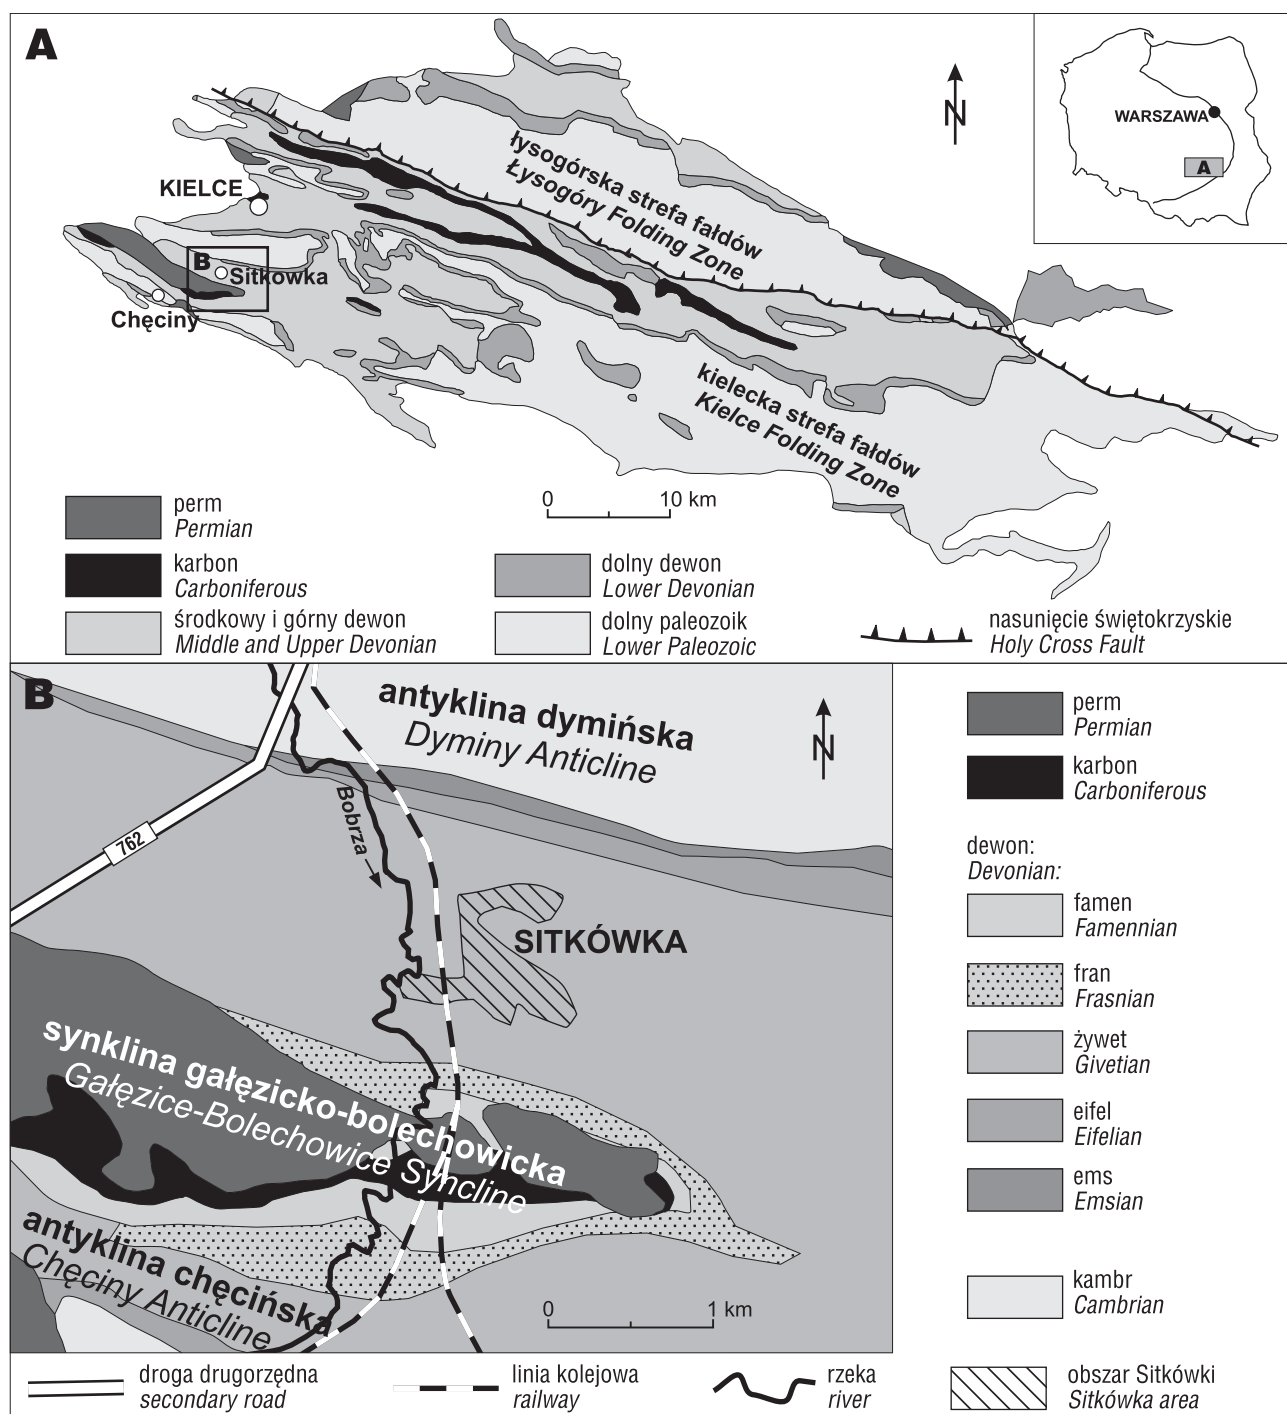 A
N
WARSZAWA
A
łysogórska strefa fałdów
Łysogóry Folding Zone
KIELCE
B
Sitkówka
Chęciny
kielecka strefa fałdów
Kielce Folding Zone
0 10 km
perm
Permian
karbon
Carboniferous
środkowy i górny dewon
Middle and Upper Devonian
dolny dewon
Lower Devonian
dolny paleozoik
Lower Paleozoic
nasunięcie świętokrzyskie
Holy Cross Fault
B
antyklina dymińska
Dyminy Anticline
N
762
Bobrza
SITKÓWKA
synklina gałęzicko-bolechowicka
Gałęzice-Bolechowice Syncline
antyklina chęcińska
Chęciny Anticline
0 1 km
perm
Permian
karbon
Carboniferous
dewon:
Devonian:
famen
Famennian
fran
Frasnian
żywet
Givetian
eifel
Eifelian
ems
Emsian
kambr
Cambrian
droga drugorzędna
secondary road
linia kolejowa
railway
rzeka
river
obszar Sitkówki
Sitkówka area